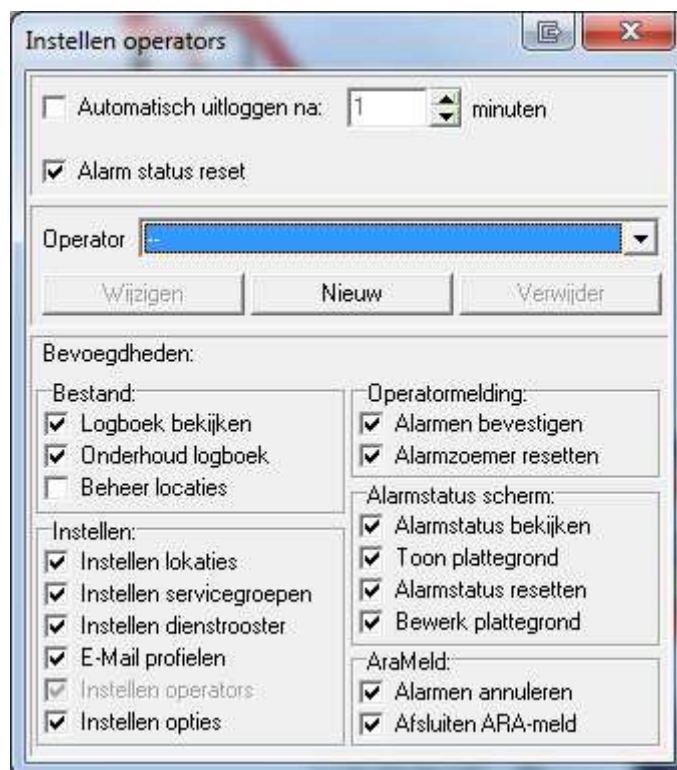 Instellen operators
Automatisch uitloggen na: 1 minuten
Alarm status reset
Operator --
Wijzigen Nieuw Verwijder
Bevoegdheden:
Bestand:
Logboek bekijken
Onderhoud logboek
Beheer locaties
Instellen:
Instellen lokaties
Instellen servicegroepen
Instellen dienstrooster
E-Mail profielen
Instellen operators
Instellen opties
Operatormelding:
Alarmen bevestigen
Alarmzoemer resetten
Alarmstatus scherm:
Alarmstatus bekijken
Toon plattegrond
Alarmstatus resetten
Bewerk plattegrond
AraMeld:
Alarmen annuleren
Afsluiten ARA-meld